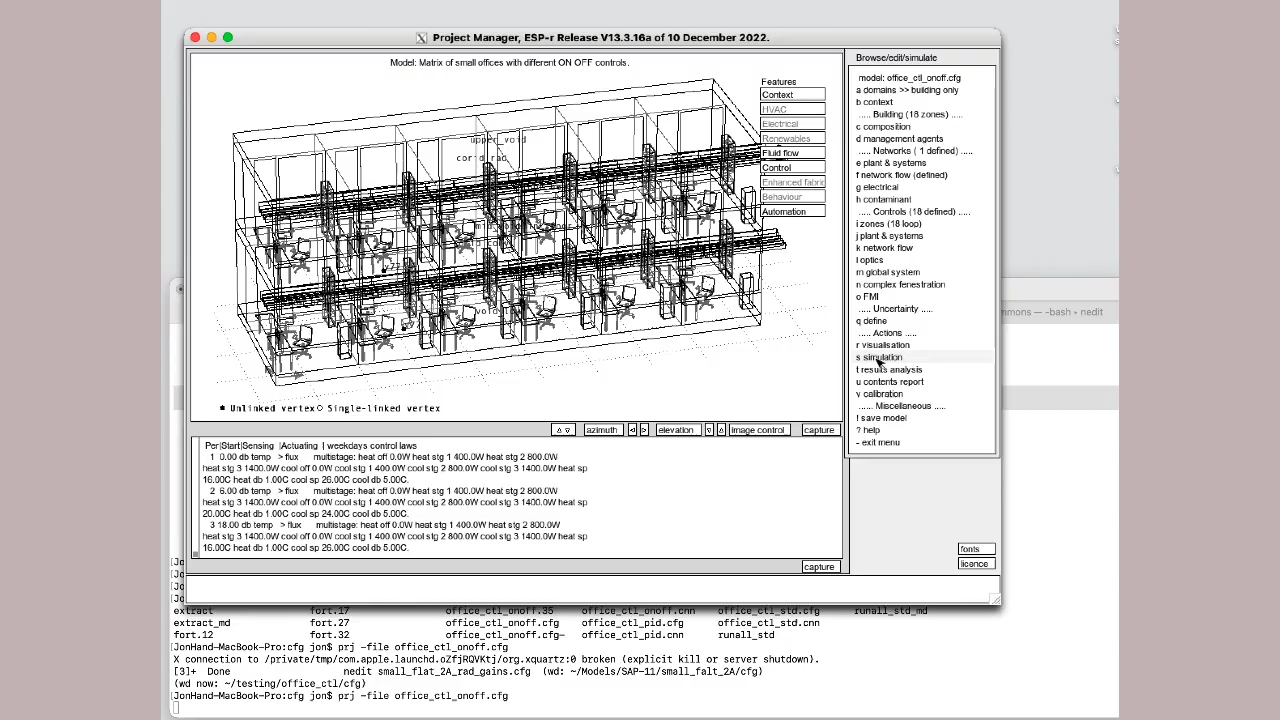 Project Manager, ESP-r Release V13.3.16a of 10 December 2022.
Model: Matrix of small offices with different ON OFF controls.
Features
Context
HVAC
Electrical
Renewables
Fluid flow
Control
Enhanced fabric
Behaviour
Automation
upper_void
corid_rad
Unlinked vertex Single-linked vertex
azimuth
elevation
image control
capture
Browse/edit/simulate
model: office_ctl_onoff.cfg
a domains >> building only
b context
..... Building (18 zones) .....
c composition
d management agents
..... Networks ( 1 defined) .....
e plant & systems
f network flow (defined)
g electrical
h contaminant
..... Controls (18 defined) .....
i zones (18 loop)
j plant & systems
k network flow
l optics
m global system
n complex fenestration
o FMI
..... Uncertainty .....
q define
..... Actions .....
r visualisation
s simulation
t results analysis
u contents report
v calibration
...... Miscellaneous .....
! save model
? help
- exit menu
Per|Start|Sensing |Actuating | weekdays control laws
1 0.00 db temp > flux multistage: heat off 0.0W heat stg 1 400.0W heat stg 2 800.0W
heat stg 3 1400.0W cool off 0.0W cool stg 1 400.0W cool stg 2 800.0W cool stg 3 1400.0W heat sp
16.00C heat db 1.00C cool sp 26.00C cool db 5.00C.
2 6.00 db temp > flux multistage: heat off 0.0W heat stg 1 400.0W heat stg 2 800.0W
heat stg 3 1400.0W cool off 0.0W cool stg 1 400.0W cool stg 2 800.0W cool stg 3 1400.0W heat sp
20.00C heat db 1.00C cool sp 24.00C cool db 5.00C.
3 18.00 db temp > flux multistage: heat off 0.0W heat stg 1 400.0W heat stg 2 800.0W
heat stg 3 1400.0W cool off 0.0W cool stg 1 400.0W cool stg 2 800.0W cool stg 3 1400.0W heat sp
16.00C heat db 1.00C cool sp 26.00C cool db 5.00C.
capture
fonts
licence
mmons — -bash • nedit
[Jo
[Jo
[Jo
[Jo
extract fort.17 office_ctl_onoff.35 office_ctl_onoff.cnn office_ctl_std.cfg runall_std_md
extract_md fort.27 office_ctl_onoff.cfg office_ctl_pid.cfg office_ctl_std.cnn
fort.12 fort.32 office_ctl_onoff.cfg~ office_ctl_pid.cnn runall_std
[JonHand-MacBook-Pro:cfg jon$ prj -file office_ctl_onoff.cfg
X connection to /private/tmp/com.apple.launchd.oZfjRQVKtj/org.xquartz:0 broken (explicit kill or server shutdown).
[3]+ Done nedit small_flat_2A_rad_gains.cfg (wd: ~/Models/SAP-11/small_falt_2A/cfg)
(wd now: ~/testing/office_ctl/cfg)
[JonHand-MacBook-Pro:cfg jon$ prj -file office_ctl_onoff.cfg